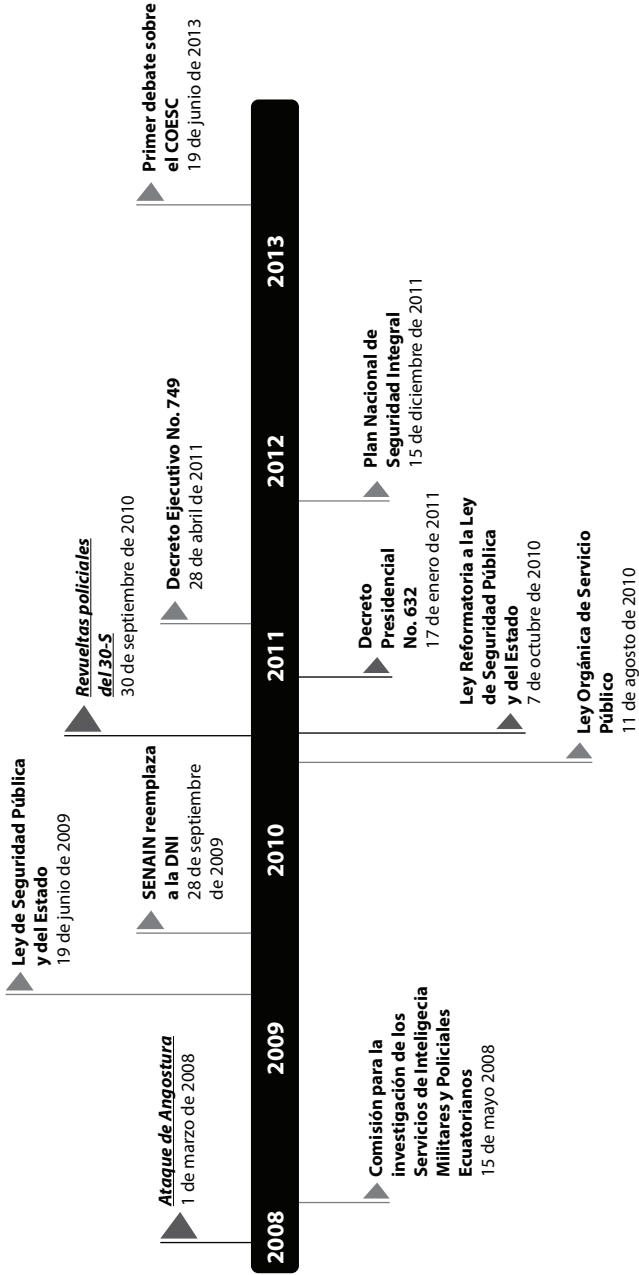 Ataque de Angostura
1 de marzo de 2008
Ley de Seguridad Pública
y del Estado
19 de junio de 2009
SENAIN reemplaza
a la DNI
28 de septiembre
de 2009
Revueltas policiales
del 30-S
30 de septiembre de 2010
Decreto Ejecutivo No. 749
28 de abril de 2011
Primer debate sobre
el COESC
19 de junio de 2013
2008
2009
2010
2011
2012
2013
Comisión para la
investigación de los
Servicios de Inteligecia
Militares y Policiales
Ecuatorianos
15 de mayo 2008
Ley Orgánica de Servicio
Público
11 de agosto de 2010
Ley Reformatoria a la Ley
de Seguridad Pública
y del Estado
7 de octubre de 2010
Decreto
Presidencial
No. 632
17 de enero de 2011
Plan Nacional de
Seguridad Integral
15 de diciembre de 2011